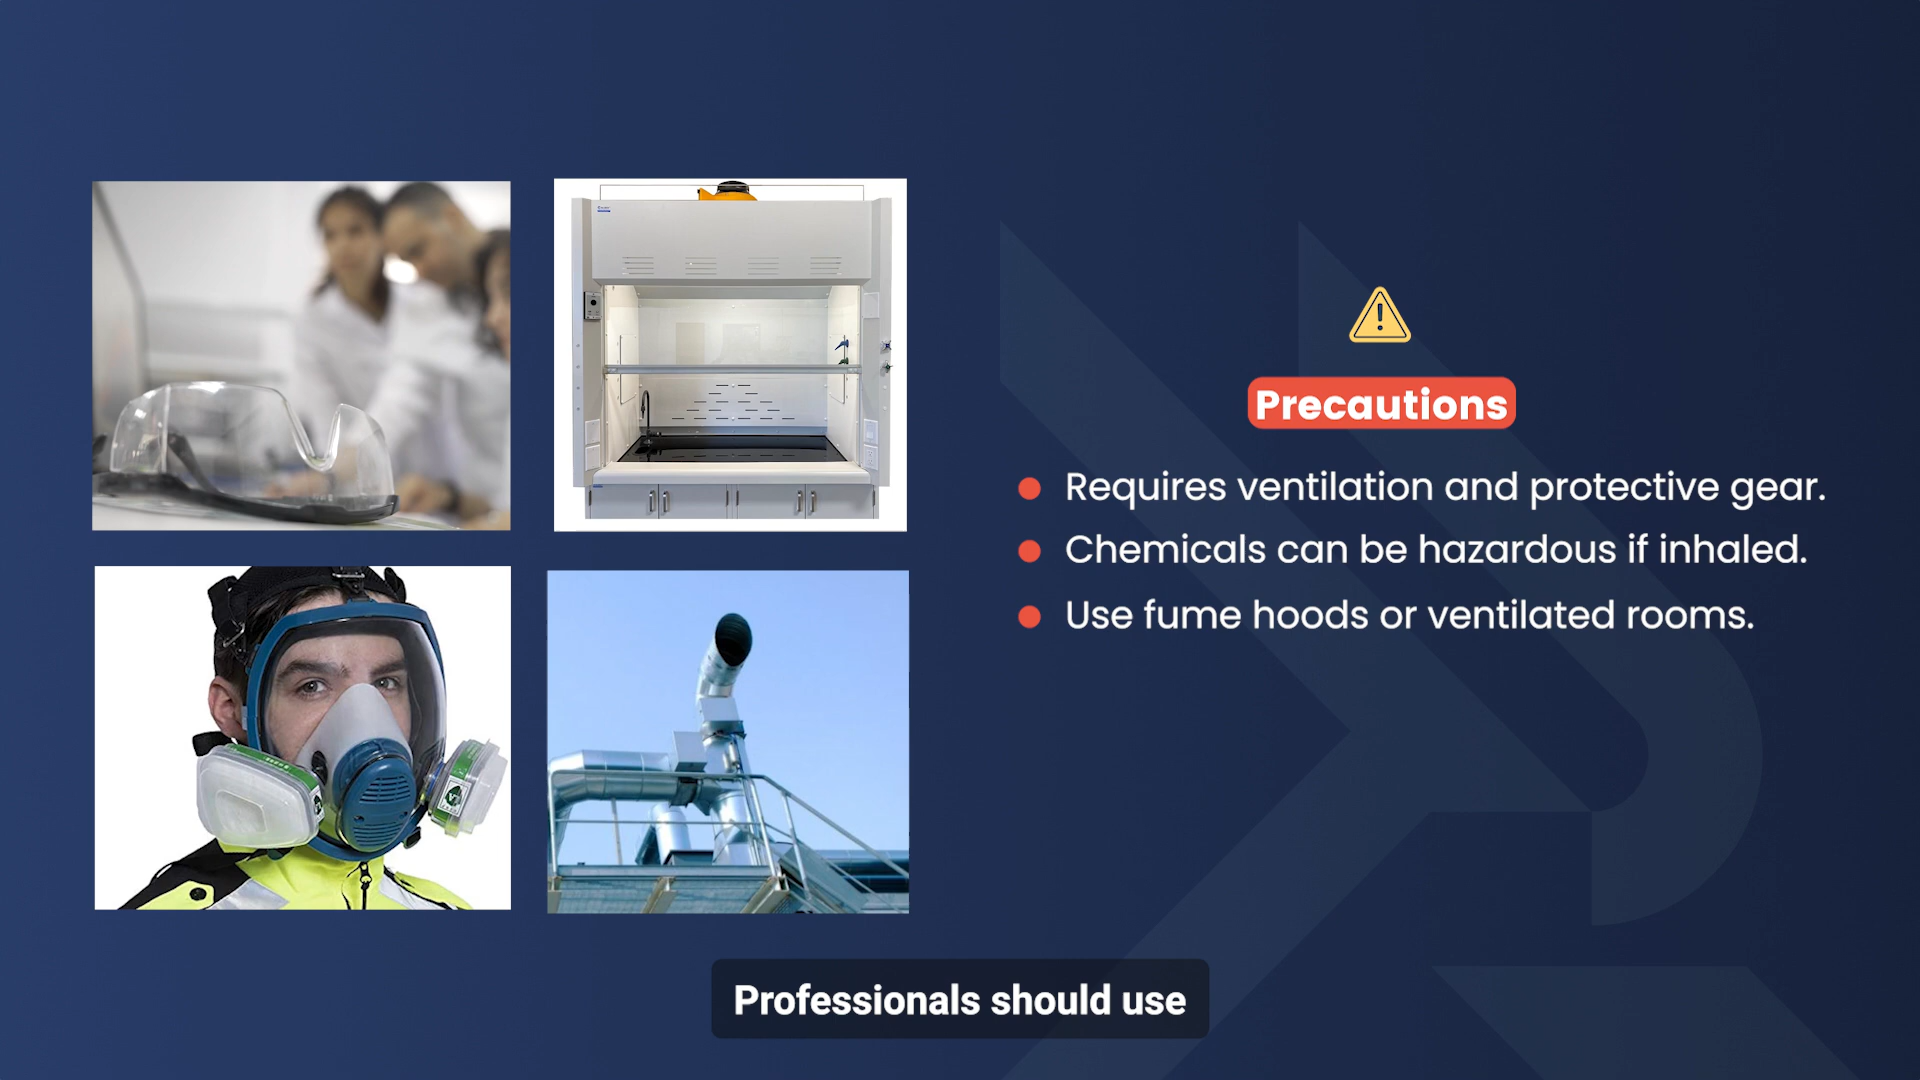 Precautions
Requires ventilation and protective gear.
Chemicals can be hazardous if inhaled.
Use fume hoods or ventilated rooms.
Professionals should use